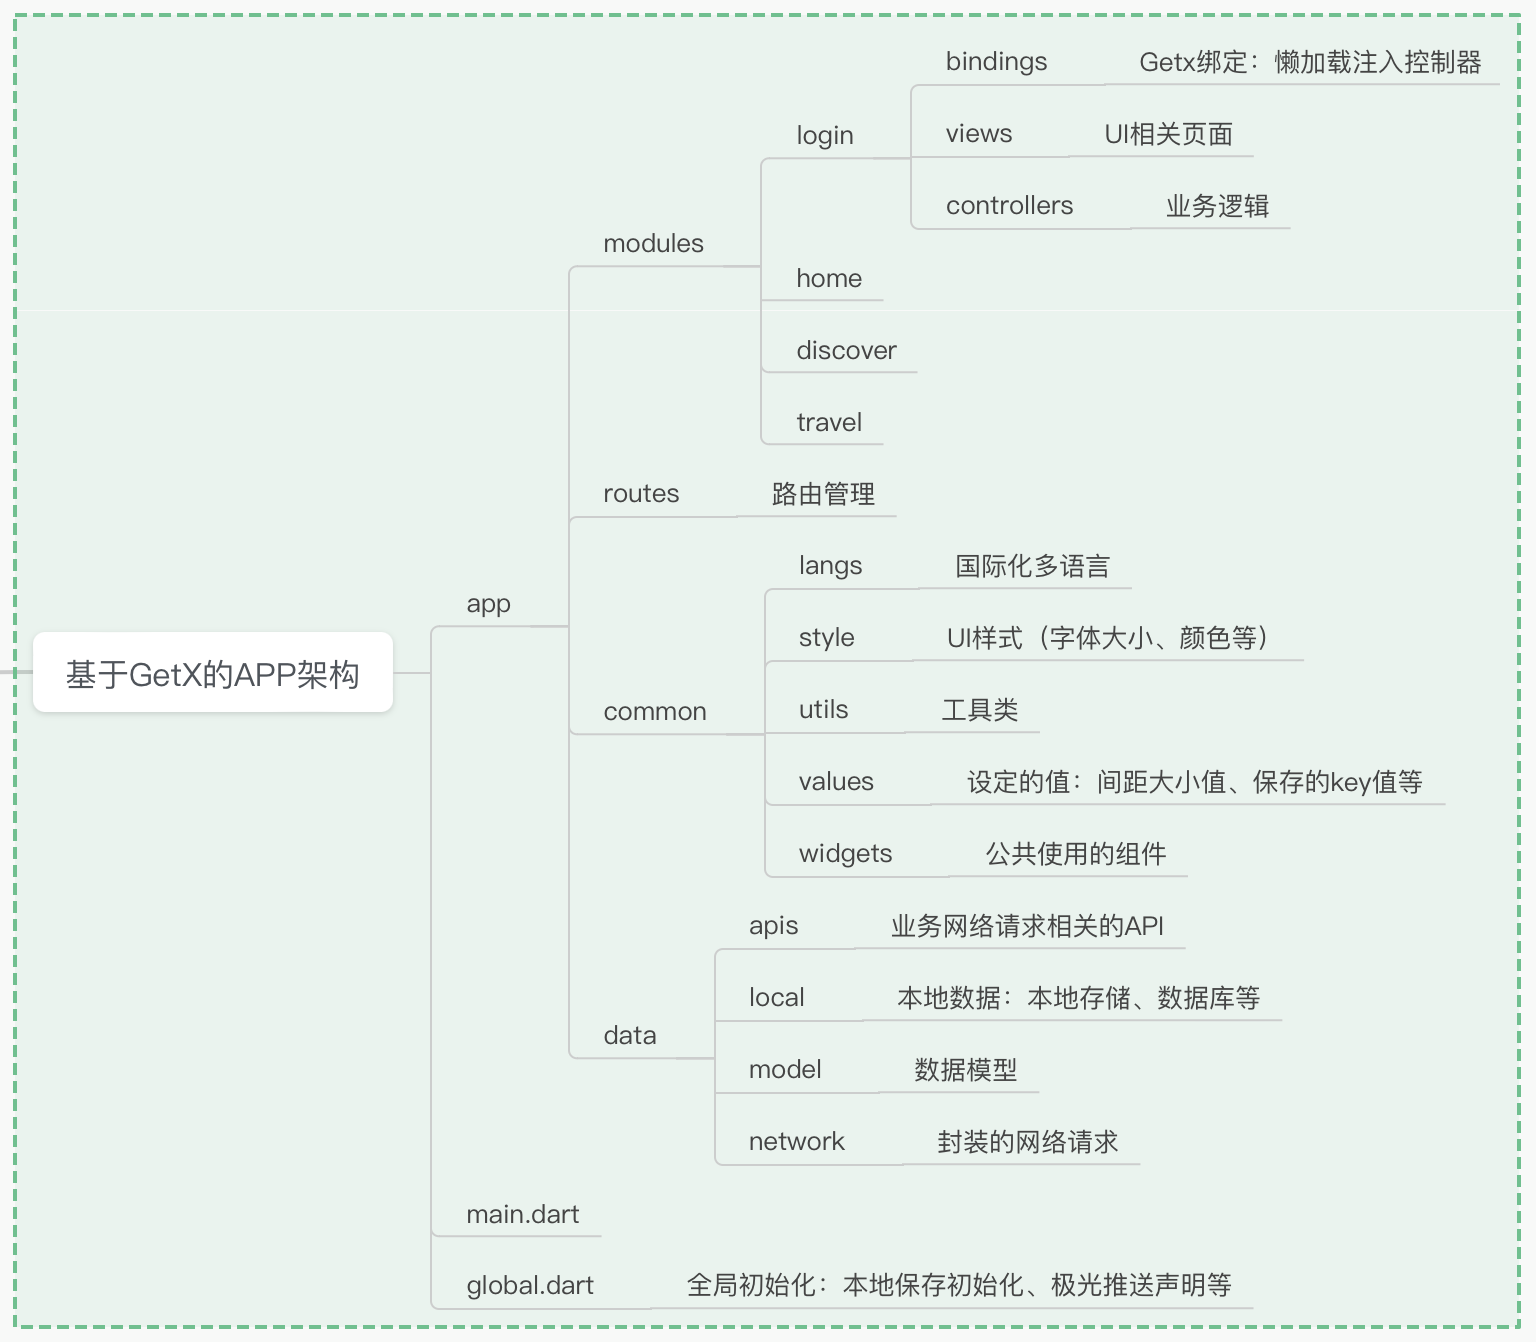 bindings
Getx绑定：懒加载注入控制器
login
views
UI相关页面
controllers
业务逻辑
modules
home
discover
travel
routes
路由管理
langs
国际化多语言
app
style
UI样式（字体大小、颜色等）
基于GetX的APP架构
common
utils
工具类
values
设定的值：间距大小值、保存的key值等
widgets
公共使用的组件
apis
业务网络请求相关的API
local
本地数据：本地存储、数据库等
data
model
数据模型
network
封装的网络请求
main.dart
global.dart
全局初始化：本地保存初始化、极光推送声明等